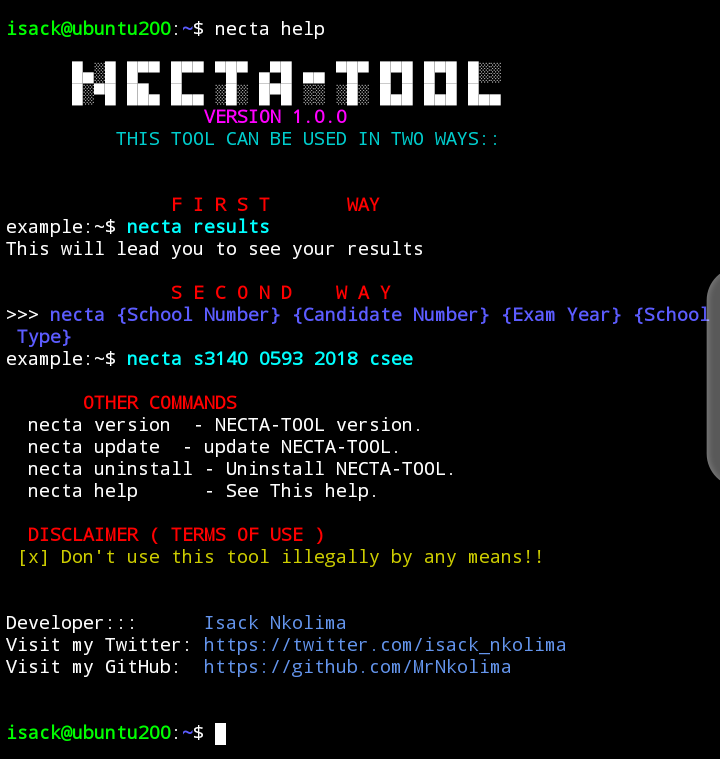 isack@ubuntu200:~$ necta help
NECTA-TOOL
VERSION 1.0.0
THIS TOOL CAN BE USED IN TWO WAYS::
F I R S T       WAY
example:~$ necta results
This will lead you to see your results
S E C O N D    W A Y
>>> necta {School Number} {Candidate Number} {Exam Year} {School
Type}
example:~$ necta s3140 0593 2018 csee
OTHER COMMANDS
necta version  - NECTA-TOOL version.
necta update  - update NECTA-TOOL.
necta uninstall - Uninstall NECTA-TOOL.
necta help      - See This help.
DISCLAIMER ( TERMS OF USE )
[x] Don't use this tool illegally by any means!!
Developer:::      Isack Nkolima
Visit my Twitter: https://twitter.com/isack_nkolima
Visit my GitHub:  https://github.com/MrNkolima
isack@ubuntu200:~$